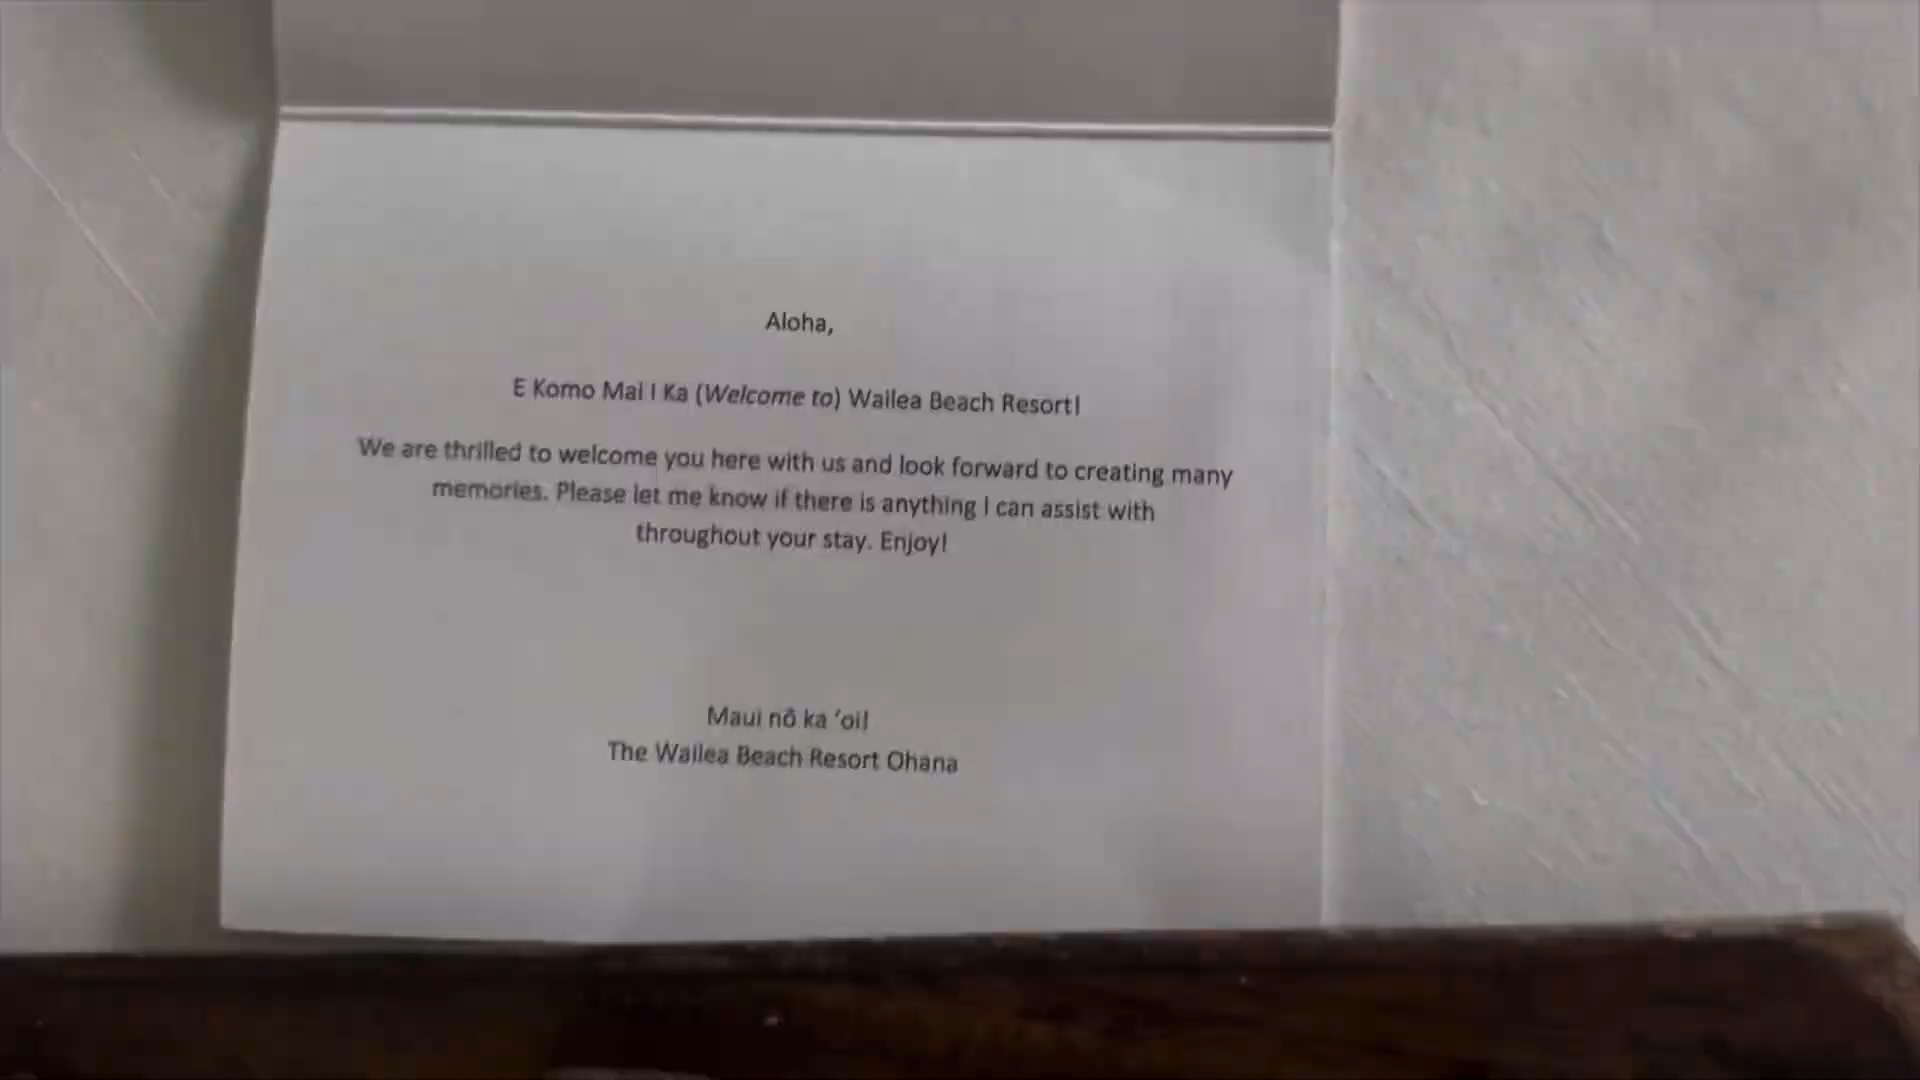 Aloha,
E Komo Mai I Ka (Welcome to) Wailea Beach Resort!
We are thrilled to welcome you here with us and look forward to creating many
memories. Please let me know if there is anything I can assist with
throughout your stay. Enjoy!
Maui nō ka ‘oi!
The Wailea Beach Resort Ohana